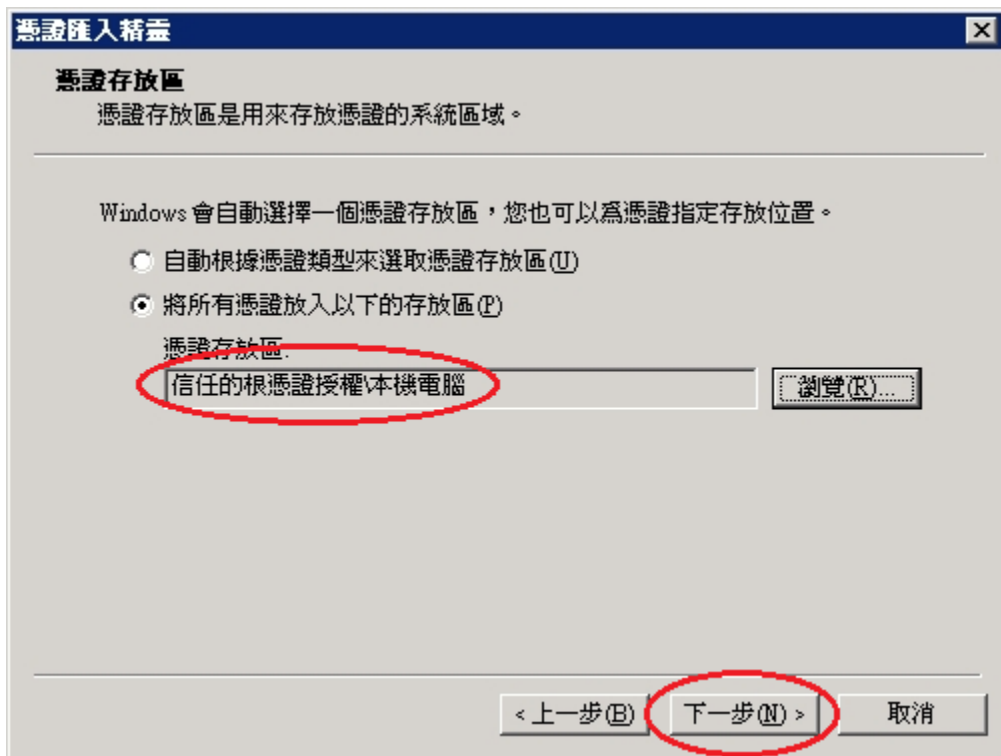 憑證匯入精靈
憑證存放區
憑證存放區是用來存放憑證的系統區域。
Windows 會自動選擇一個憑證存放區，您也可以為憑證指定存放位置。
自動根據憑證類型來選取憑證存放區(U)
將所有憑證放入以下的存放區(P)
憑證存放區:
信任的根憑證授權\本機電腦
瀏覽(R)...
<上一步(B)
下一步(N) >
取消